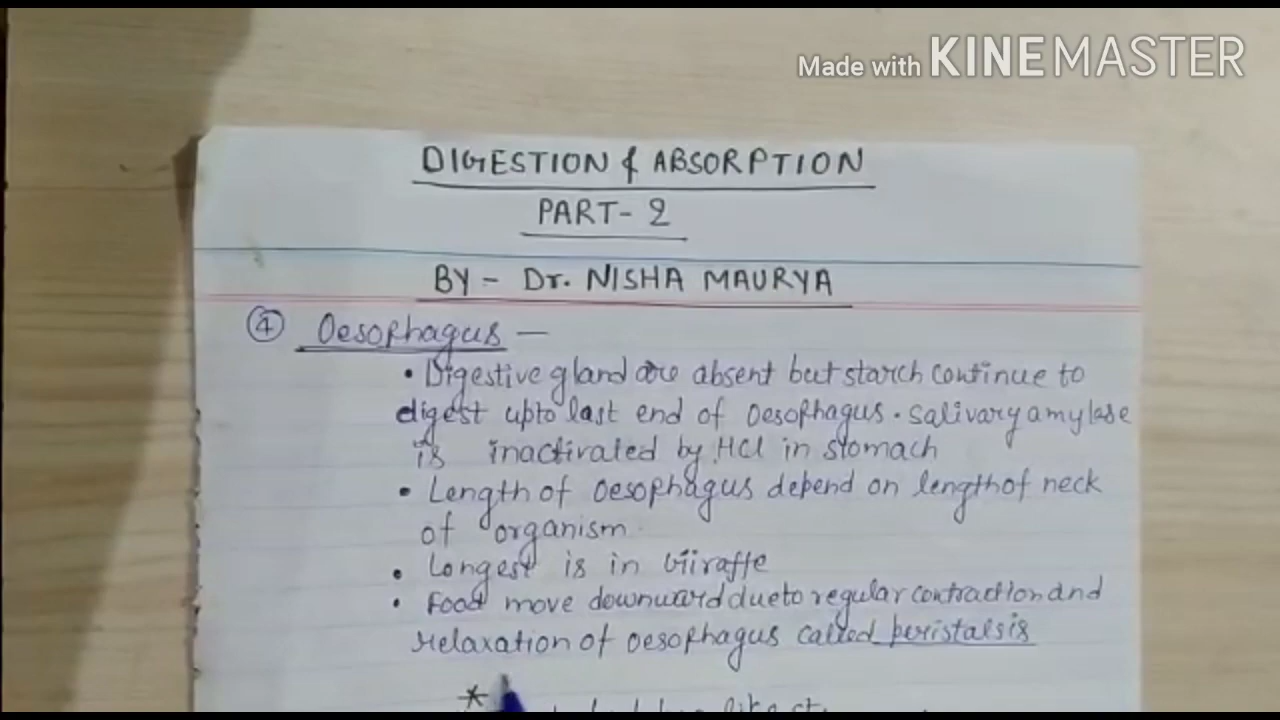 Made with KINEMASTER
DIGESTION & ABSORPTION
PART- 2
BY - Dr. NISHA MAURYA
④ Oesophagus —
• Digestive gland are absent but starch continue to
digest upto last end of oesophagus. salivary amylase
is inactivated by HCl in stomach
• Length of oesophagus depend on length of neck
of organism
• Longest is in Giraffe
• Food move downward due to regular contraction and
relaxation of oesophagus called peristalsis
*